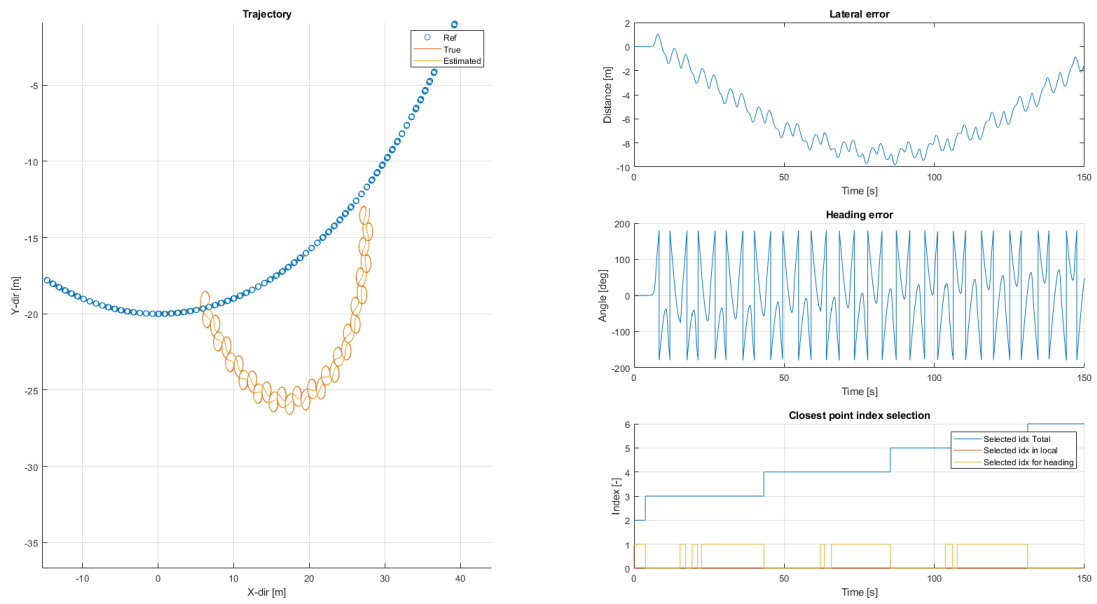 Trajectory
Ref
True
Estimated
-5
-10
-15
-20
-25
-30
-35
Y-dir [m]
-10
0
10
20
30
40
X-dir [m]
Lateral error
2
0
-2
-4
-6
-8
-10
Distance [m]
0
50
100
150
Time [s]
Heading error
200
100
0
-100
-200
Angle [deg]
0
50
100
150
Time [s]
Closest point index selection
6
5
4
3
2
1
0
Index [-]
Selected idx Total
Selected idx in local
Selected idx for heading
0
50
100
150
Time [s]